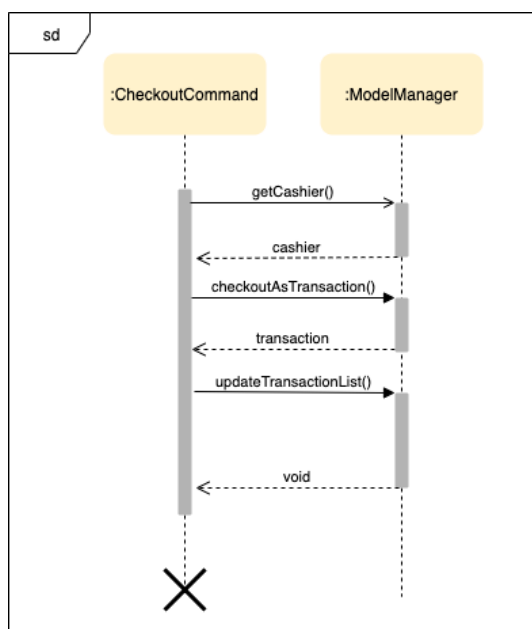 sd
:CheckoutCommand
:ModelManager
getCashier()
cashier
checkoutAsTransaction()
transaction
updateTransactionList()
void